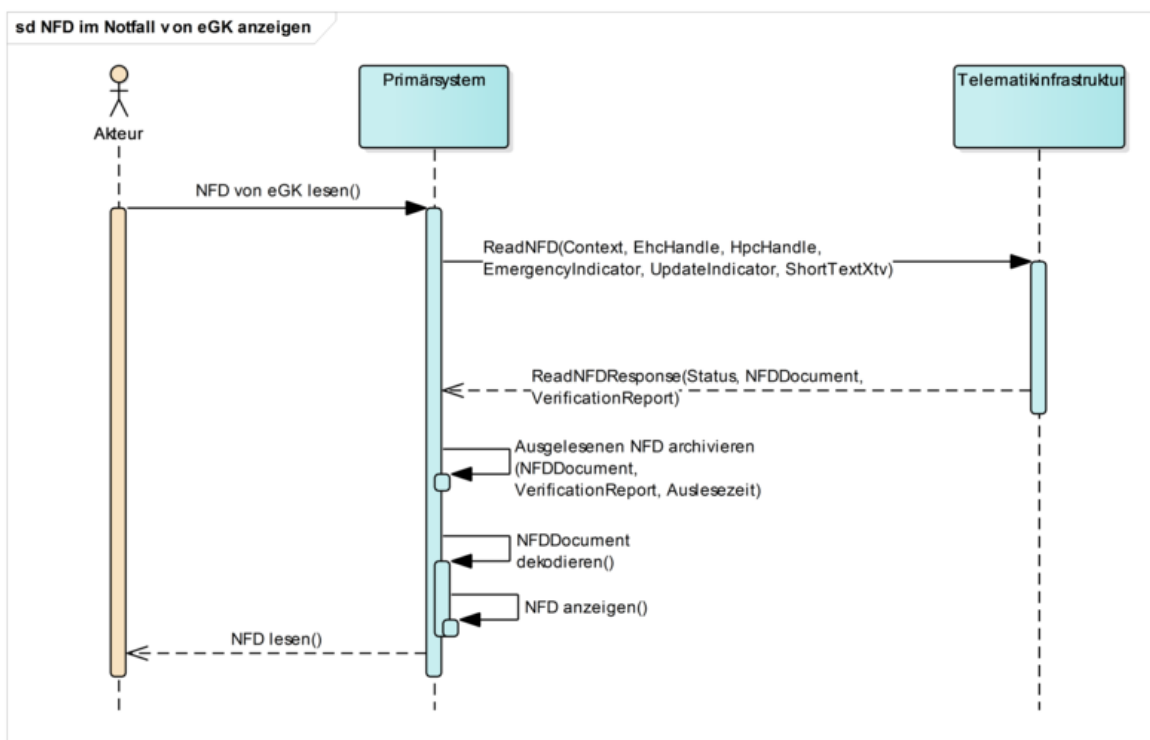 sd NFD im Notfall von eGK anzeigen
Primärsystem
Telematikinfrastruktur
Akteur
NFD von eGK lesen()
ReadNFD(Context, EhcHandle, HpcHandle,
EmergencyIndicator, UpdateIndicator, ShortTextXtv)
ReadNFDResponse(Status, NFDDocument,
VerificationReport)
Ausgelesenen NFD archivieren
(NFDDocument,
VerificationReport, Auslesezeit)
NFDDocument
dekodieren()
NFD anzeigen()
NFD lesen()